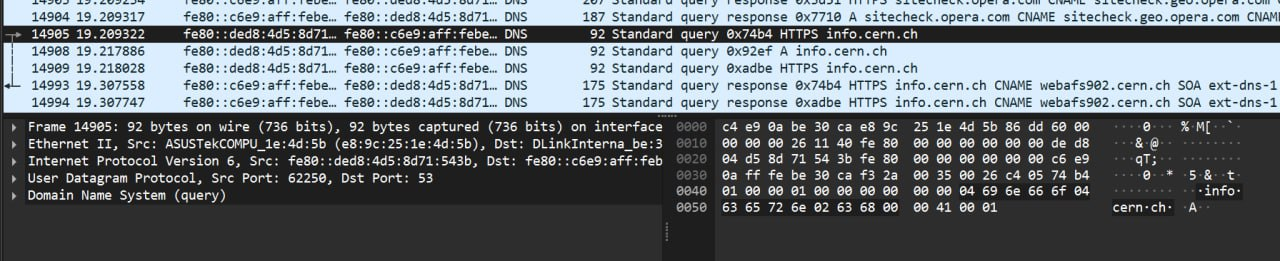 14904 19.209317 fe80::ded8:4d5:8d71… fe80::c6e9:aff:febe… DNS 187 Standard query response 0x7710 A sitecheck.opera.com CNAME sitecheck.geo.opera.com CNAM
14905 19.209322 fe80::ded8:4d5:8d71… fe80::c6e9:aff:febe… DNS 92 Standard query 0x74b4 HTTPS info.cern.ch
14908 19.217886 fe80::ded8:4d5:8d71… fe80::c6e9:aff:febe… DNS 92 Standard query 0x92ef A info.cern.ch
14909 19.218028 fe80::ded8:4d5:8d71… fe80::c6e9:aff:febe… DNS 92 Standard query 0xadbe HTTPS info.cern.ch
14993 19.307558 fe80::c6e9:aff:febe… fe80::ded8:4d5:8d71… DNS 175 Standard query response 0x74b4 HTTPS info.cern.ch CNAME webafs902.cern.ch SOA ext-dns-1
14994 19.307747 fe80::c6e9:aff:febe… fe80::ded8:4d5:8d71… DNS 175 Standard query response 0xadbe HTTPS info.cern.ch CNAME webafs902.cern.ch SOA ext-dns-1
Frame 14905: 92 bytes on wire (736 bits), 92 bytes captured (736 bits) on interface
Ethernet II, Src: ASUSTekCOMPU_1e:4d:5b (e8:9c:25:1e:4d:5b), Dst: DLinkInterna_be:3
Internet Protocol Version 6, Src: fe80::ded8:4d5:8d71:543b, Dst: fe80::c6e9:aff:feb
User Datagram Protocol, Src Port: 62250, Dst Port: 53
Domain Name System (query)
0000 c4 e9 0a be 30 ca e8 9c 25 1e 4d 5b 86 dd 60 00 ····0··· %·M[··`·
0010 00 00 00 26 11 40 fe 80 00 00 00 00 00 00 de d8 ···&·@·· ········
0020 04 d5 8d 71 54 3b fe 80 00 00 00 00 00 00 c6 e9 ···qT;·· ········
0030 0a ff fe be 30 ca f3 2a 00 35 00 26 c4 05 74 b4 ····0··* ·5·&··t·
0040 01 00 00 01 00 00 00 00 00 00 04 69 6e 66 6f 04 ········ ···info·
0050 63 65 72 6e 02 63 68 00 00 41 00 01 cern·ch· ·A··